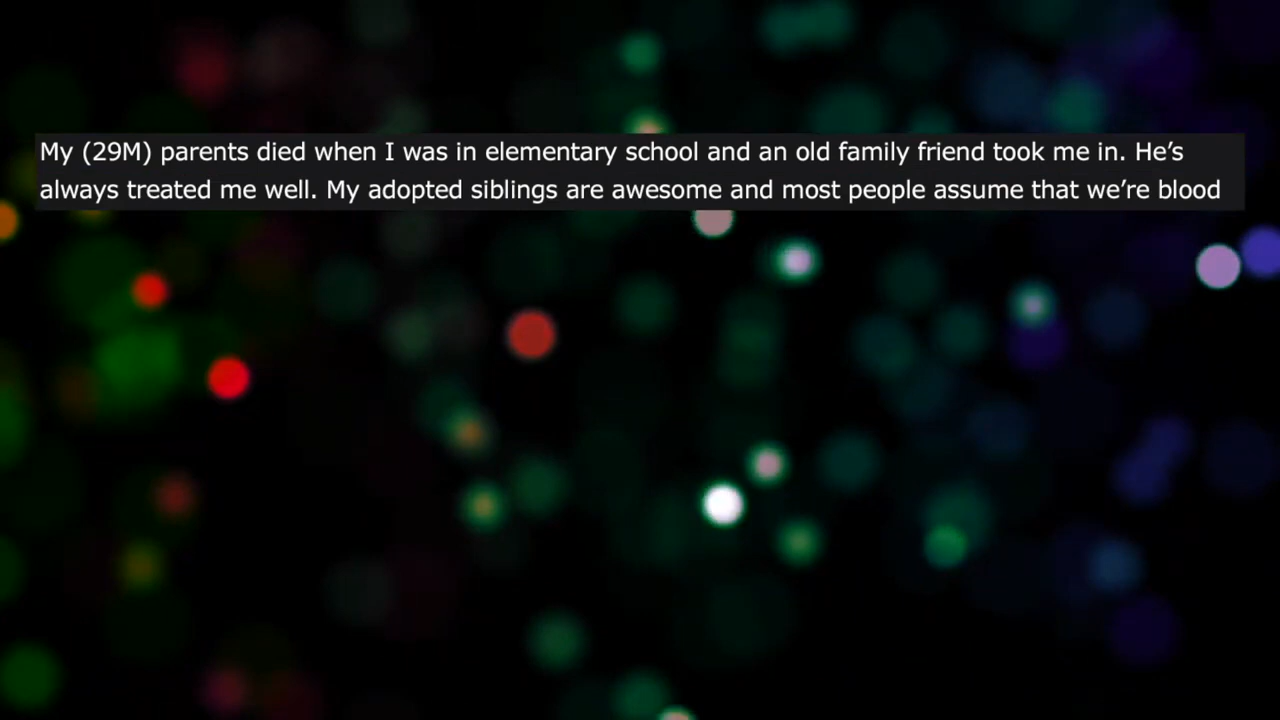 My (29M) parents died when I was in elementary school and an old family friend took me in. He’s
always treated me well. My adopted siblings are awesome and most people assume that we’re blood